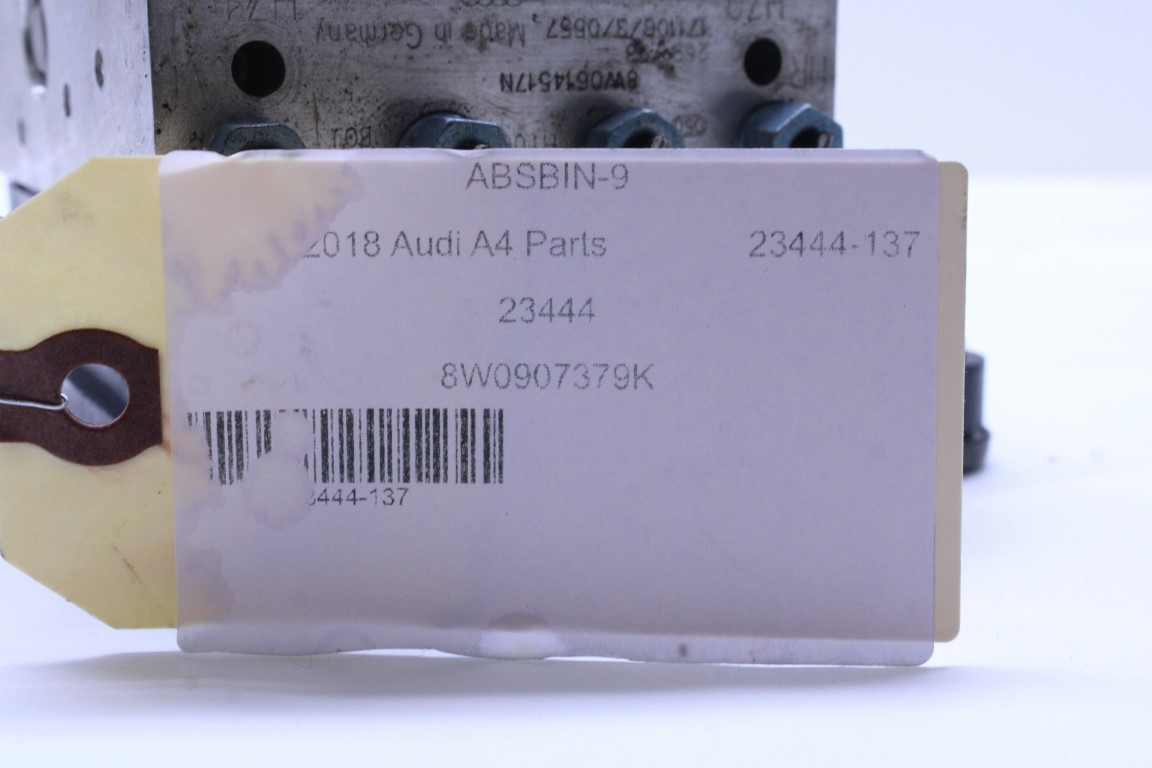 Made in Germany
8W0614517N
ABSBIN-9
2018 Audi A4 Parts 23444-137
23444
8W0907379K
3444-137